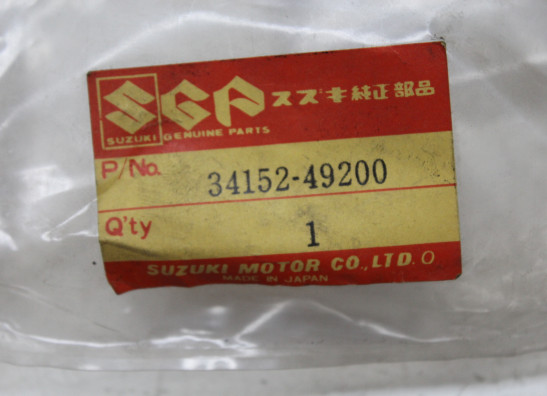 SGP スズキ純正部品
SUZUKI GENUINE PARTS
P/No. 34152-49200
Q'ty 1
SUZUKI MOTOR CO.,LTD. O
MADE IN JAPAN